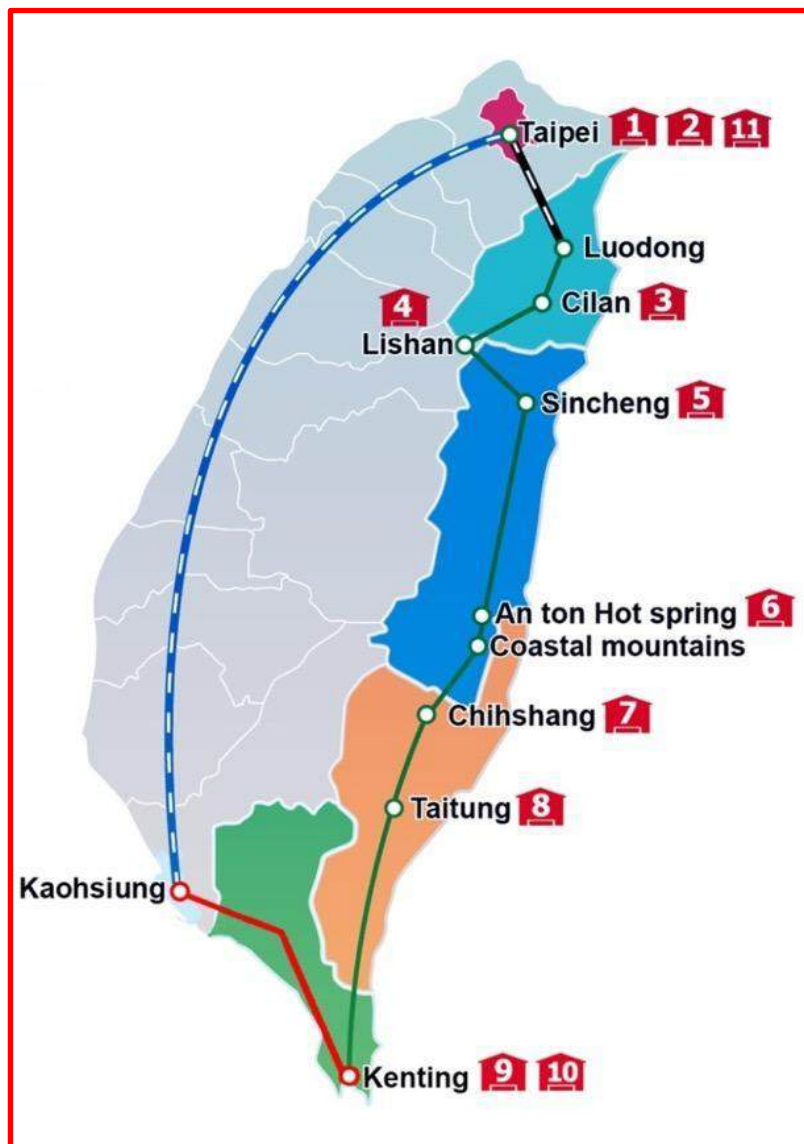 Taipei 1 2 11
Luodong
Cilan 3
4
Lishan
Sincheng 5
An ton Hot spring 6
Coastal mountains
Chihshang 7
Taitung 8
Kaohsiung
Kenting 9 10